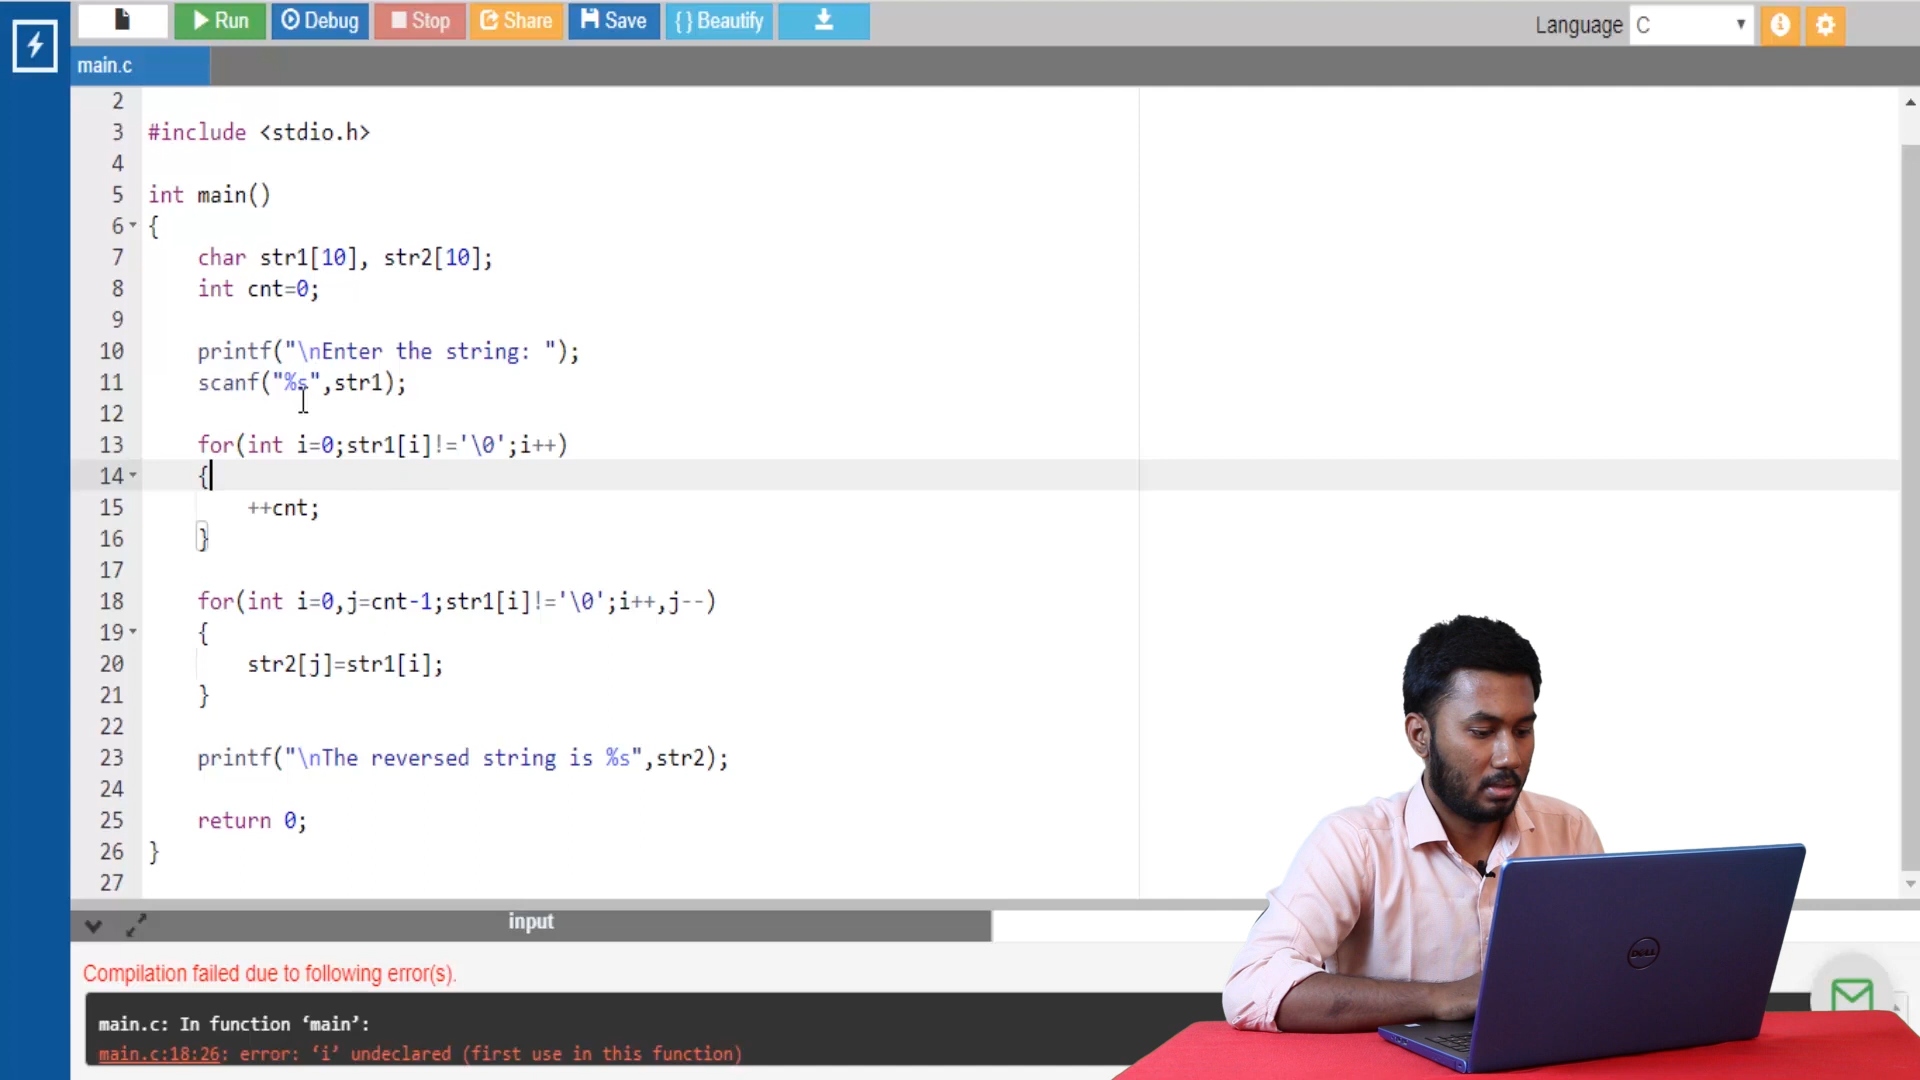 Run Debug Stop Share Save { } Beautify
Language C
main.c
2
3 #include <stdio.h>
4
5 int main()
6 {
7 char str1[10], str2[10];
8 int cnt=0;
9
10 printf("\nEnter the string: ");
11 scanf("%s",str1);
12
13 for(int i=0;str1[i]!='\0';i++)
14 {
15 ++cnt;
16 }
17
18 for(int i=0,j=cnt-1;str1[i]!='\0';i++,j--)
19 {
20 str2[j]=str1[i];
21 }
22
23 printf("\nThe reversed string is %s",str2);
24
25 return 0;
26 }
27
input
Compilation failed due to following error(s).
main.c: In function ‘main’:
main.c:18:26: error: ‘i’ undeclared (first use in this function)
DELL